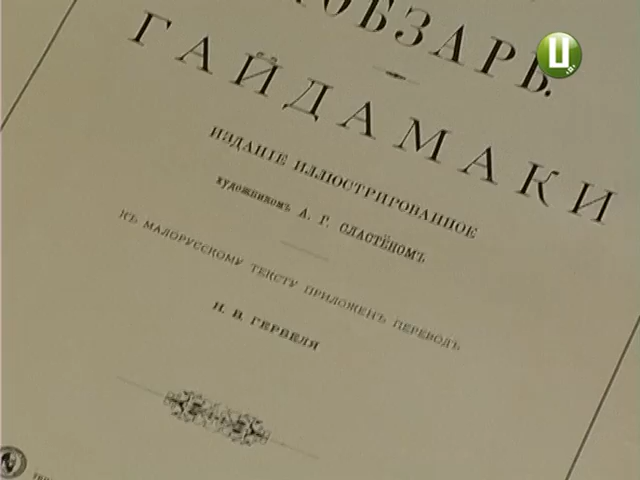 КОБЗАРЬ.
ГАЙДАМАКИ
ИЗДАНІЕ ИЛЛЮСТРИРОВАННОЕ
художникомъ А. Г. СЛАСТЁНОМЪ
КЪ МАЛОРУССКОМУ ТЕКСТУ ПРИЛОЖЕНЪ ПЕРЕВОДЪ
Н. В. ГЕРБЕЛЯ
Ц